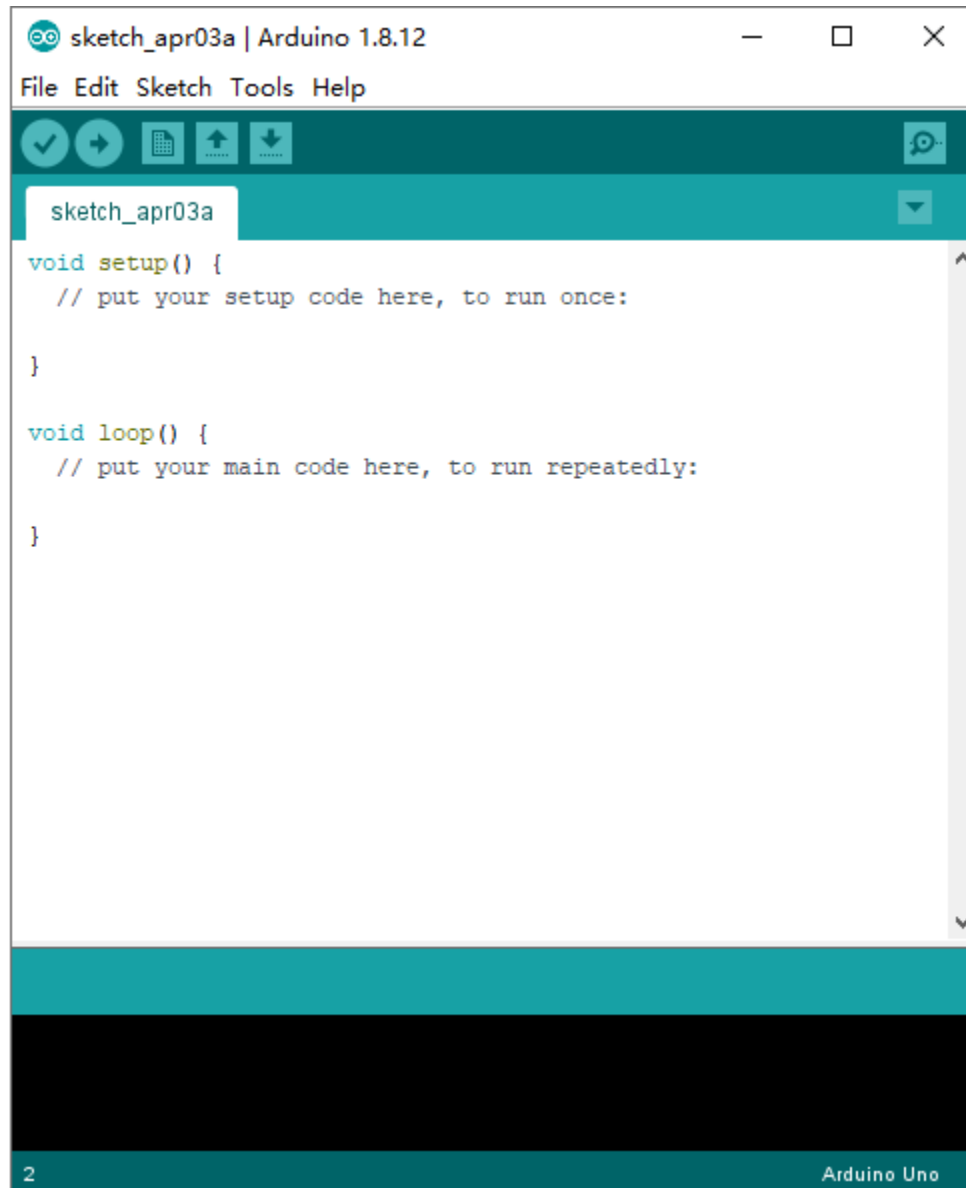 sketch_apr03a | Arduino 1.8.12
File Edit Sketch Tools Help
sketch_apr03a
void setup() {
  // put your setup code here, to run once:
}
void loop() {
  // put your main code here, to run repeatedly:
}
2 Arduino Uno